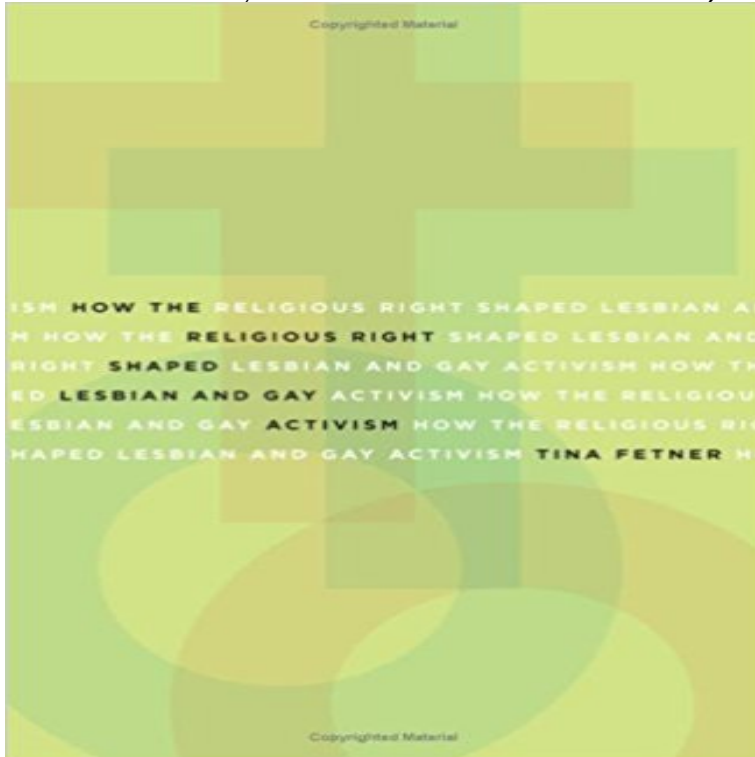 Copyrighted Material
ISM HOW THE RELIGIOUS RIGHT SHAPED LESBIAN A
M HOW THE RELIGIOUS RIGHT SHAPED LESBIAN AND
RIGHT SHAPED LESBIAN AND GAY ACTIVISM HOW TH
ED LESBIAN AND GAY ACTIVISM HOW THE RELIGIOU
ESBIAN AND GAY ACTIVISM HOW THE RELIGIOUS RI
HAPED LESBIAN AND GAY ACTIVISM TINA FETNER H
Copyrighted Material